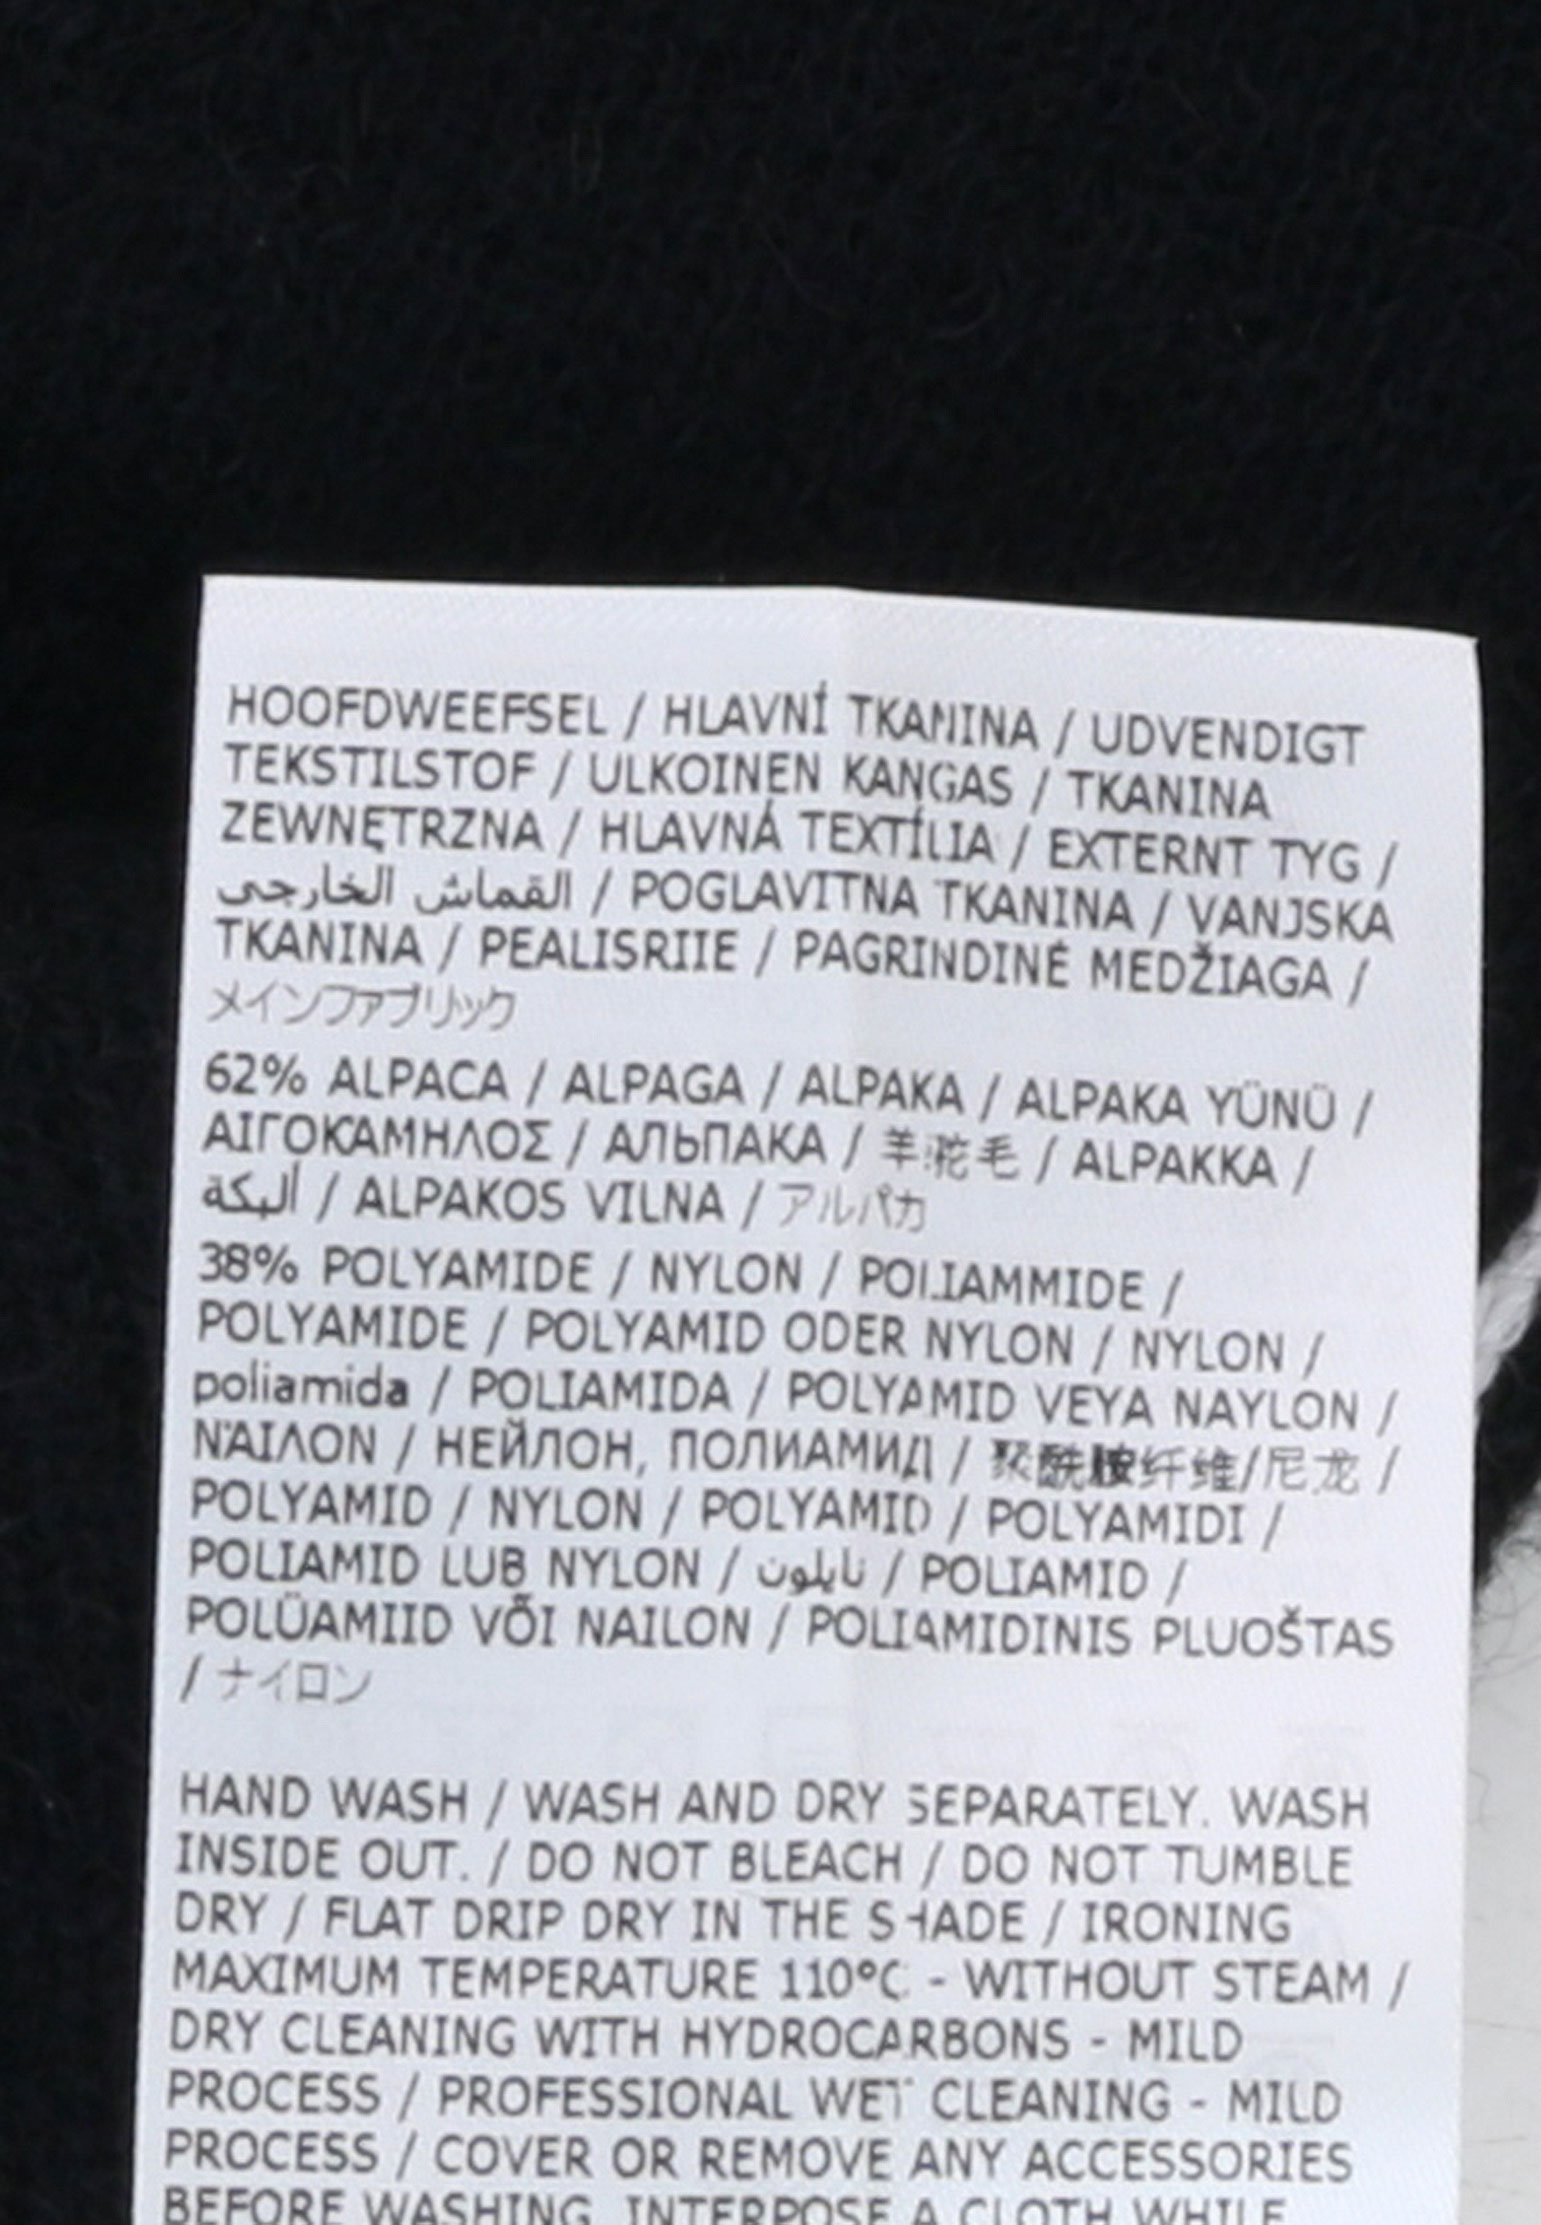 HOOFDWEEFSEL / HLAVNÍ TKANINA / UDVENDIGT
TEKSTILSTOF / ULKOINEN KANGAS / TKANINA
ZEWNĘTRZNA / HLAVNÁ TEXTÍLIA / EXTERNT TYG /
القماش الخارجي / POGLAVITNA TKANINA / VANJSKA
TKANINA / PEALISRIIE / PAGRINDINĖ MEDŽIAGA /
メインファブリック
62% ALPACA / ALPAGA / ALPAKA / ALPAKA YÜNÜ /
ΑΙΓΟΚΑΜΗΛΟΣ / АЛЬПАКА / 羊驼毛 / ALPAKKA /
ألبكة / ALPAKOS VILNA / アルパカ
38% POLYAMIDE / NYLON / POLIAMMIDE /
POLYAMIDE / POLYAMID ODER NYLON / NYLON /
poliamida / POLIAMIDA / POLYAMID VEYA NAYLON /
ΝΆΙΛΟΝ / НЕЙЛОН, ПОЛИАМИД / 聚酰胺纤维/尼龙 /
POLYAMID / NYLON / POLYAMID / POLYAMIDI /
POLIAMID LUB NYLON / نايلون / POLIAMID /
POLÜAMIID VÕI NAILON / POLIAMIDINIS PLUOŠTAS
/ ナイロン
HAND WASH / WASH AND DRY SEPARATELY. WASH
INSIDE OUT. / DO NOT BLEACH / DO NOT TUMBLE
DRY / FLAT DRIP DRY IN THE SHADE / IRONING
MAXIMUM TEMPERATURE 110°C - WITHOUT STEAM /
DRY CLEANING WITH HYDROCARBONS - MILD
PROCESS / PROFESSIONAL WET CLEANING - MILD
PROCESS / COVER OR REMOVE ANY ACCESSORIES
BEFORE WASHING. INTERPOSE A CLOTH WHILE